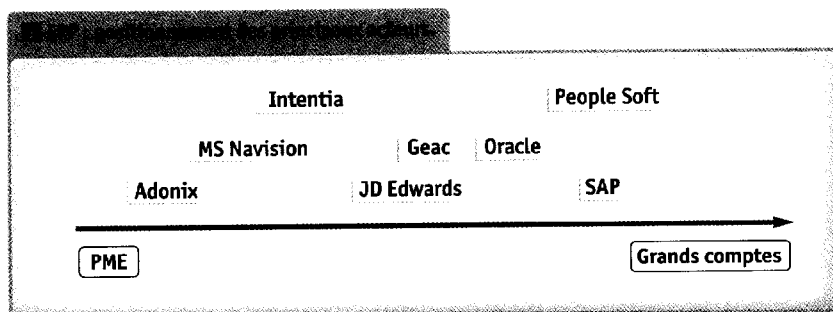 Intentia
People Soft
MS Navision
Geac
Oracle
Adonix
JD Edwards
SAP
PME
Grands comptes